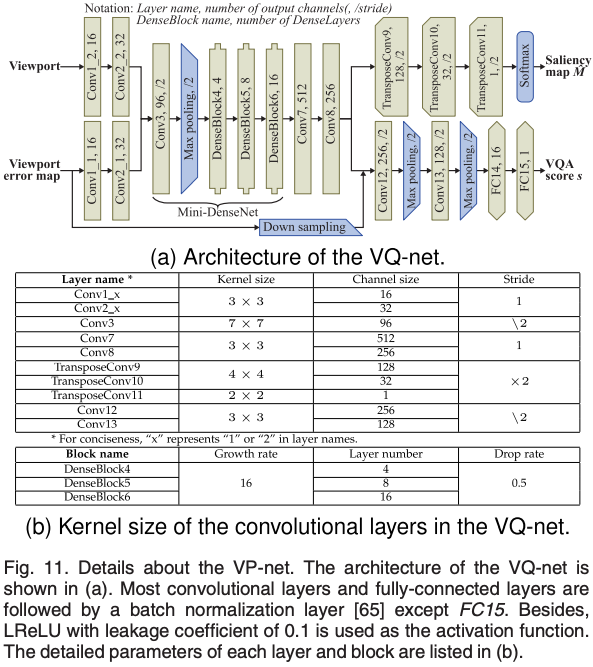 Notation: Layer name, number of output channels(, /stride)
DenseBlock name, number of DenseLayers
Viewport
Conv1_2, 16
Conv2_2, 32
Viewport
error map
Conv1_1, 16
Conv2_1, 32
Conv3, 96, /2
Max pooling, /2
DenseBlock4, 4
DenseBlock5, 8
DenseBlock6, 16
Conv7, 512
Conv8, 256
Mini-DenseNet
Down sampling
TransposeConv9,
128, /2
TransposeConv10,
32, /2
TransposeConv11,
1, /2
Softmax
Saliency
map M
Conv12, 256, /2
Max pooling, /2
Conv13, 128, /2
Max pooling, /2
FC14, 16
FC15, 1
VQA
score s
(a) Architecture of the VQ-net.
Layer name * Kernel size Channel size Stride
Conv1_x 3 × 3 16 1
Conv2_x 32
Conv3 7 × 7 96 \2
Conv7 3 × 3 512 1
Conv8 256
TransposeConv9 4 × 4 128 ×2
TransposeConv10 32
TransposeConv11 2 × 2 1
Conv12 3 × 3 256 \2
Conv13 128
* For conciseness, "x" represents "1" or "2" in layer names.
Block name Growth rate Layer number Drop rate
DenseBlock4 4
DenseBlock5 16 8 0.5
DenseBlock6 16
(b) Kernel size of the convolutional layers in the VQ-net.
Fig. 11. Details about the VP-net. The architecture of the VQ-net is
shown in (a). Most convolutional layers and fully-connected layers are
followed by a batch normalization layer [65] except FC15. Besides,
LReLU with leakage coefficient of 0.1 is used as the activation function.
The detailed parameters of each layer and block are listed in (b).